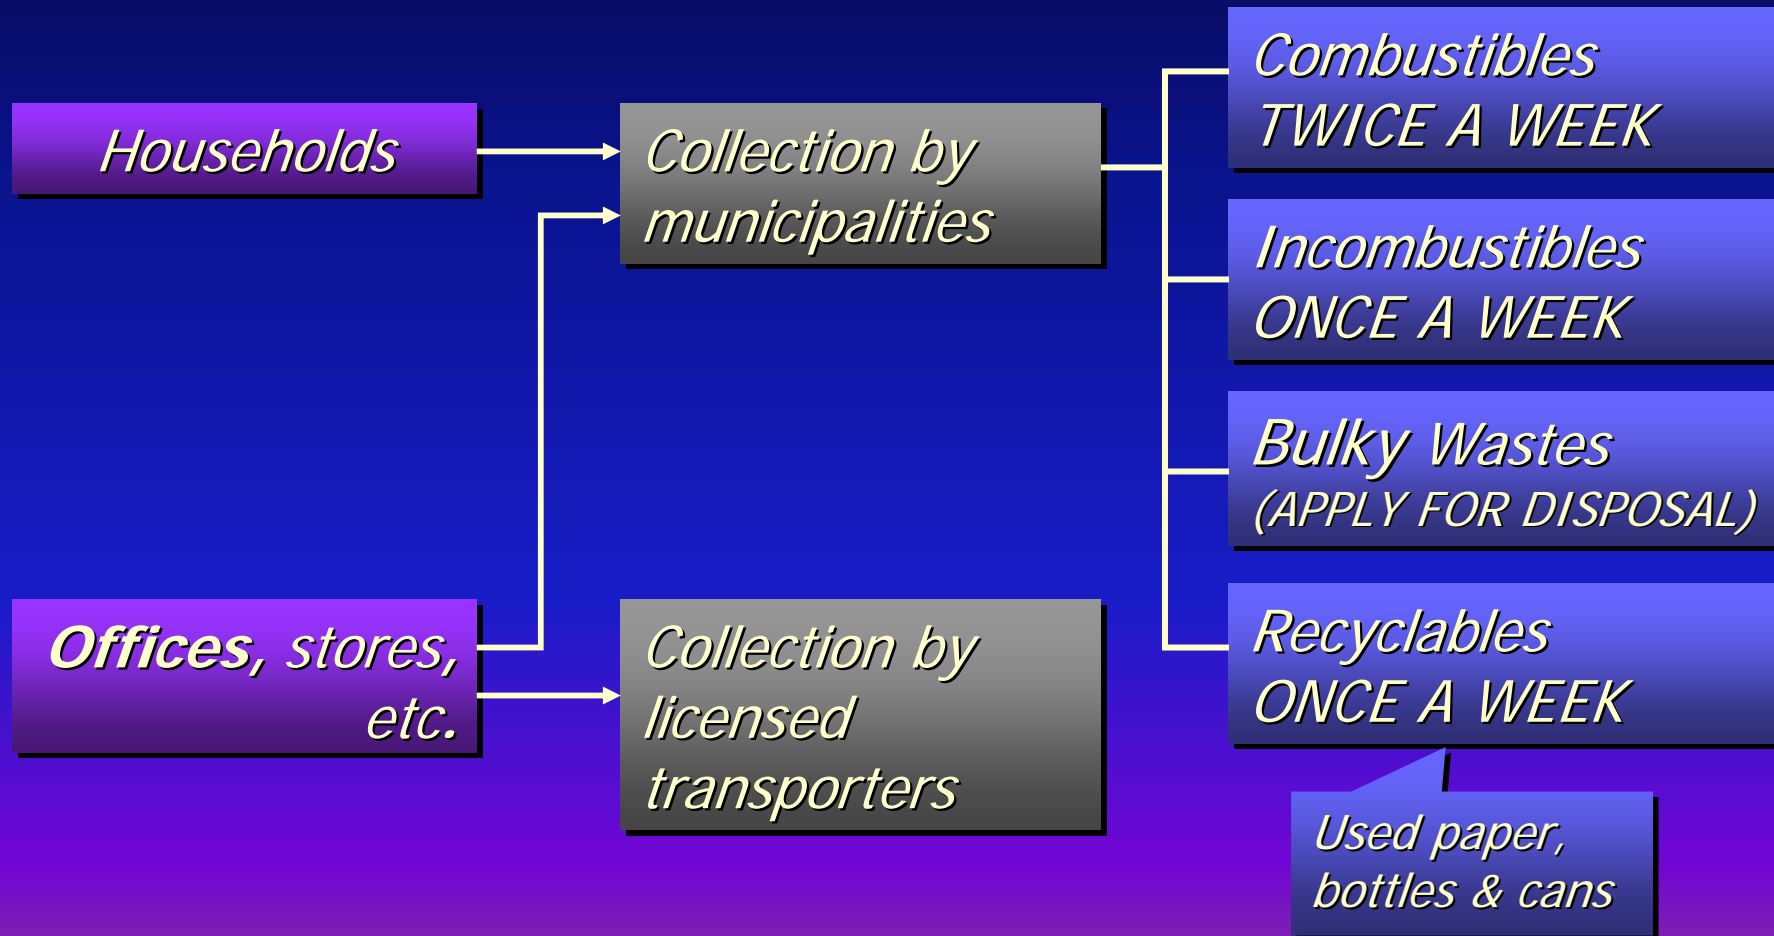 Households
Offices, stores,
etc.
Collection by
municipalities
Collection by
licensed
transporters
Combustibles
TWICE A WEEK
Incombustibles
ONCE A WEEK
Bulky Wastes
(APPLY FOR DISPOSAL)
Recyclables
ONCE A WEEK
Used paper,
bottles & cans